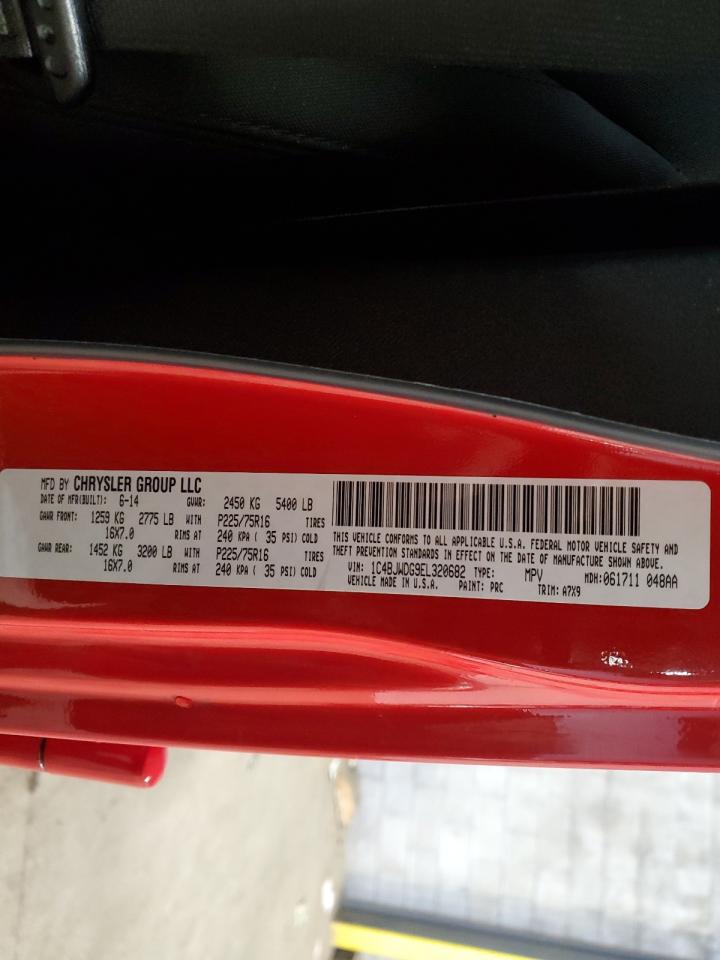 MFD BY CHRYSLER GROUP LLC
DATE OF MFR(BUILT): 6-14 GVWR: 2450 KG 5400 LB
GAWR FRONT: 1259 KG 2775 LB WITH P225/75R16 TIRES
16X7.0 RIMS AT 240 KPA ( 35 PSI) COLD
GAWR REAR: 1452 KG 3200 LB WITH P225/75R16 TIRES
16X7.0 RIMS AT 240 KPA ( 35 PSI) COLD
THIS VEHICLE CONFORMS TO ALL APPLICABLE U.S.A. FEDERAL MOTOR VEHICLE SAFETY AND
THEFT PREVENTION STANDARDS IN EFFECT ON THE DATE OF MANUFACTURE SHOWN ABOVE.
VIN: 1C4BJWDG9EL320682 TYPE: MPV MDH: 061711 048AA
VEHICLE MADE IN U.S.A. PAINT: PRC TRIM: A7X9